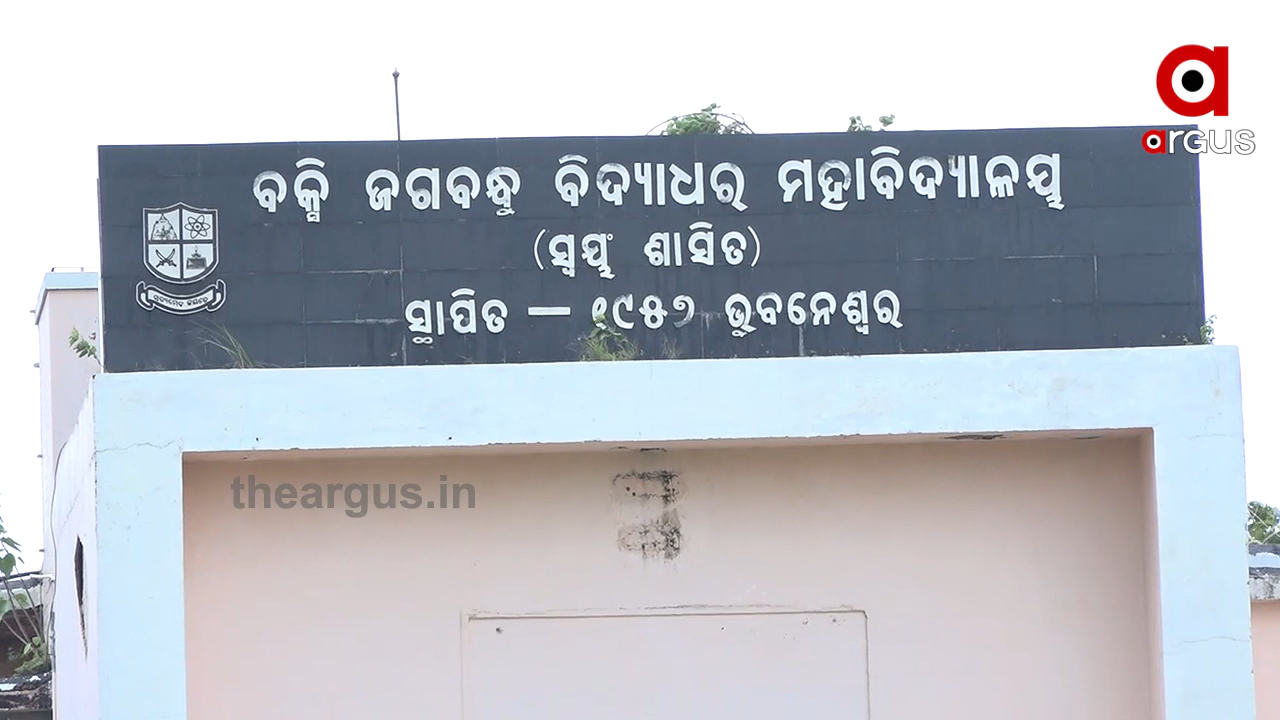 ବକ୍ସି ଜଗବନ୍ଧୁ ବିଦ୍ୟାଧର ମହାବିଦ୍ୟାଳୟ
(ସ୍ୱୟଂ ଶାସିତ)
ସ୍ଥାପିତ — ୧୯୫୭ ଭୁବନେଶ୍ୱର
argus
theargus.in